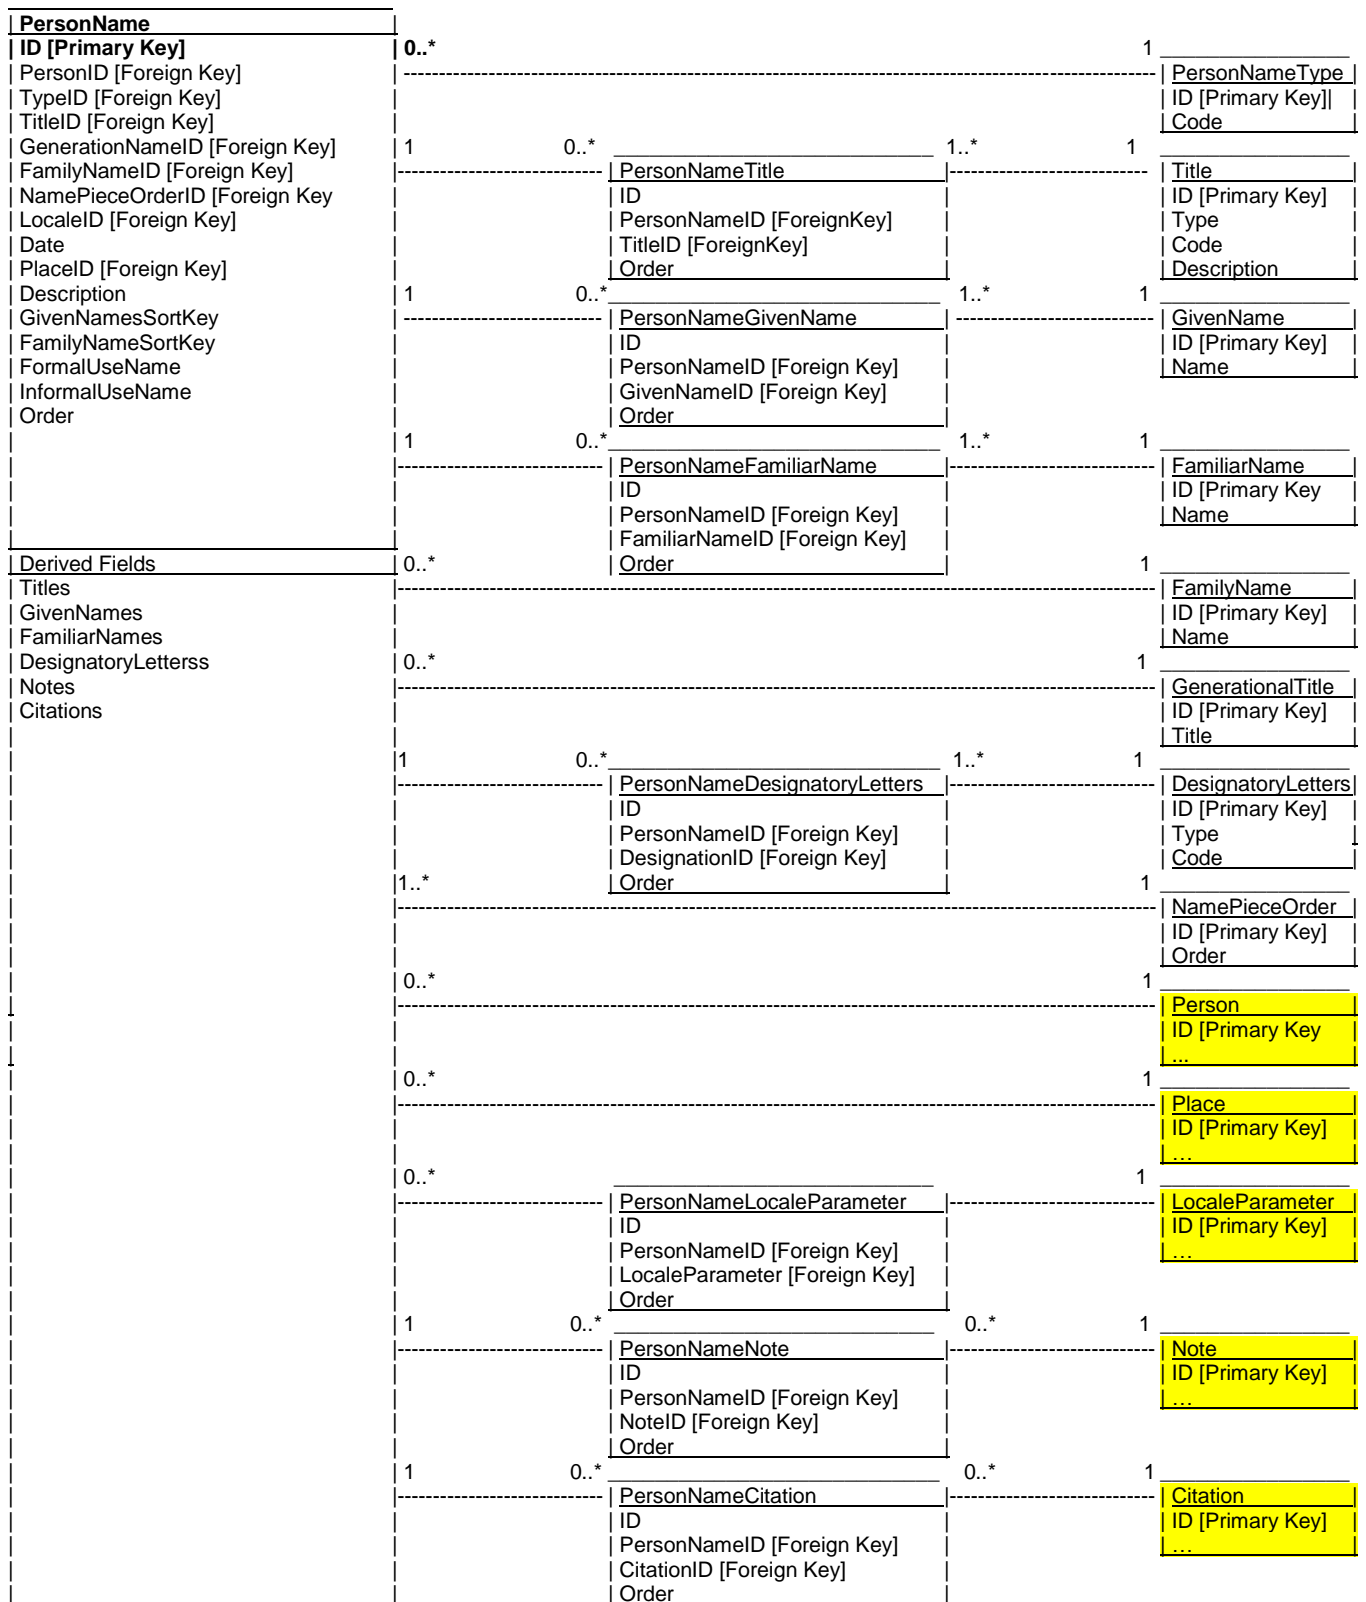 PersonName
ID [Primary Key] 0..* 1
PersonID [Foreign Key] PersonNameType
TypeID [Foreign Key] ID [Primary Key]|
TitleID [Foreign Key] Code
GenerationNameID [Foreign Key] 1 0..* 1..* 1
FamilyNameID [Foreign Key] PersonNameTitle Title
NamePieceOrderID [Foreign Key ID ID [Primary Key]
LocaleID [Foreign Key] PersonNameID [ForeignKey] Type
Date TitleID [ForeignKey] Code
PlaceID [Foreign Key] Order Description
Description 1 0..* 1..* 1
GivenNamesSortKey PersonNameGivenName GivenName
FamilyNameSortKey ID ID [Primary Key]
FormalUseName PersonNameID [Foreign Key] Name
InformalUseName GivenNameID [Foreign Key]
Order Order
1 0..* 1..* 1
PersonNameFamiliarName FamiliarName
ID ID [Primary Key
PersonNameID [Foreign Key] Name
FamiliarNameID [Foreign Key]
Derived Fields 0..* Order 1
Titles FamilyName
GivenNames ID [Primary Key]
FamiliarNames Name
DesignatoryLetterss 0..* 1
Notes GenerationalTitle
Citations ID [Primary Key]
Title
1 0..* 1..* 1
PersonNameDesignatoryLetters DesignatoryLetters
ID ID [Primary Key]
PersonNameID [Foreign Key] Type
DesignationID [Foreign Key] Code
1..* Order 1
NamePieceOrder
ID [Primary Key]
Order
0..* 1
Person
ID [Primary Key
...
0..* 1
Place
ID [Primary Key]
…
0..* 1
PersonNameLocaleParameter LocaleParameter
ID ID [Primary Key]
PersonNameID [Foreign Key] …
LocaleParameter [Foreign Key]
Order
1 0..* 0..* 1
PersonNameNote Note
ID ID [Primary Key]
PersonNameID [Foreign Key] …
NoteID [Foreign Key]
Order
1 0..* 0..* 1
PersonNameCitation Citation
ID ID [Primary Key]
PersonNameID [Foreign Key] …
CitationID [Foreign Key]
Order